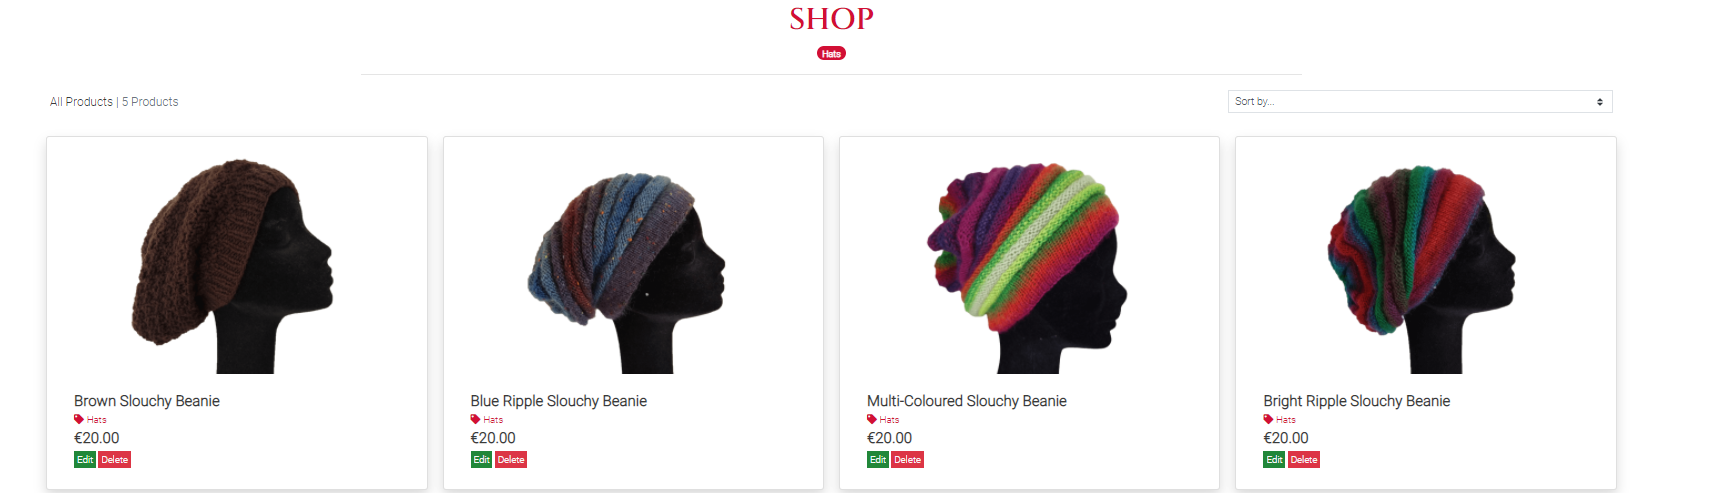 SHOP
Hats
All Products | 5 Products
Sort by...
Brown Slouchy Beanie
Hats
€20.00
Edit Delete
Blue Ripple Slouchy Beanie
Hats
€20.00
Edit Delete
Multi-Coloured Slouchy Beanie
Hats
€20.00
Edit Delete
Bright Ripple Slouchy Beanie
Hats
€20.00
Edit Delete